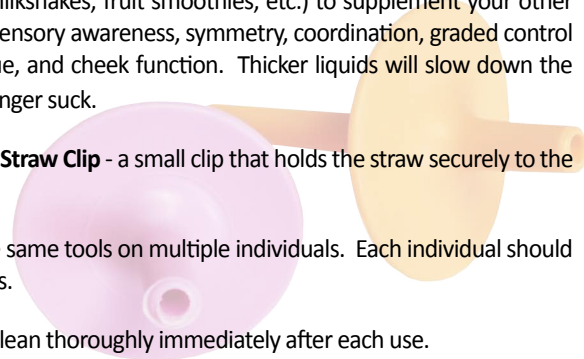 milkshakes, fruit smoothies, etc.) to supplement your other
ensory awareness, symmetry, coordination, graded control
ue, and cheek function. Thicker liquids will slow down the
nger suck.
Straw Clip - a small clip that holds the straw securely to the
same tools on multiple individuals. Each individual should
s.
lean thoroughly immediately after each use.